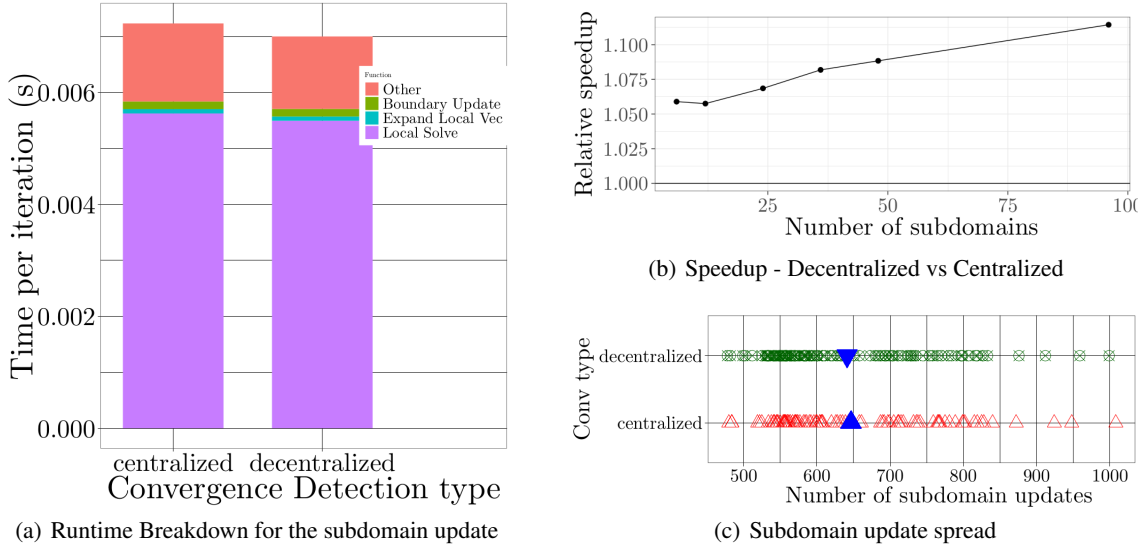 Time per iteration (s)
0.006
0.004
0.002
0.000
Function
Other
Boundary Update
Expand Local Vec
Local Solve
centralized decentralized
Convergence Detection type
(a) Runtime Breakdown for the subdomain update
Relative speedup
1.100
1.075
1.050
1.025
1.000
25 50 75 100
Number of subdomains
(b) Speedup - Decentralized vs Centralized
Conv type
decentralized
centralized
500 600 700 800 900 1000
Number of subdomain updates
(c) Subdomain update spread